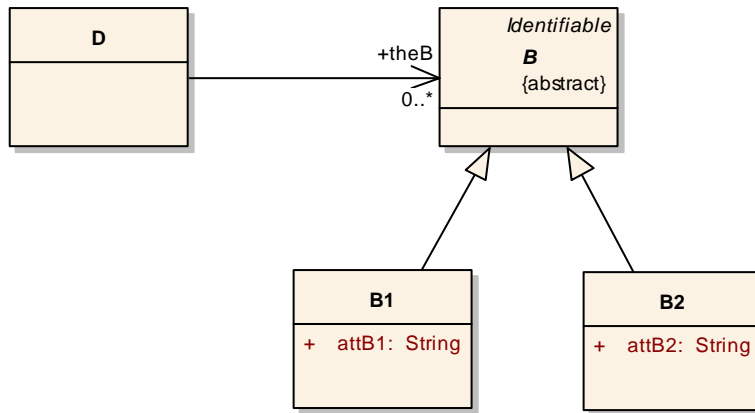 D
Identifiable
B
{abstract}
+theB
0..*
B1
+ attB1: String
B2
+ attB2: String